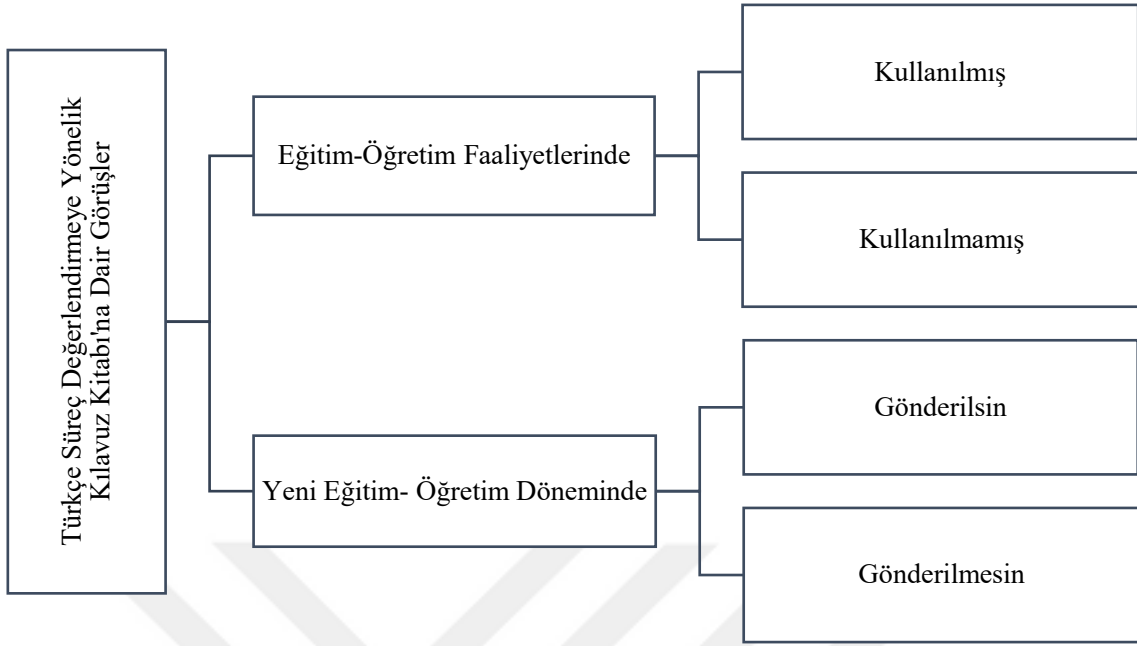 Türkçe Süreç Değerlendirmeye Yönelik
Kılavuz Kitabı'na Dair Görüşler
Eğitim-Öğretim Faaliyetlerinde
Kullanılmış
Kullanılmamış
Yeni Eğitim- Öğretim Döneminde
Gönderilsin
Gönderilmesin